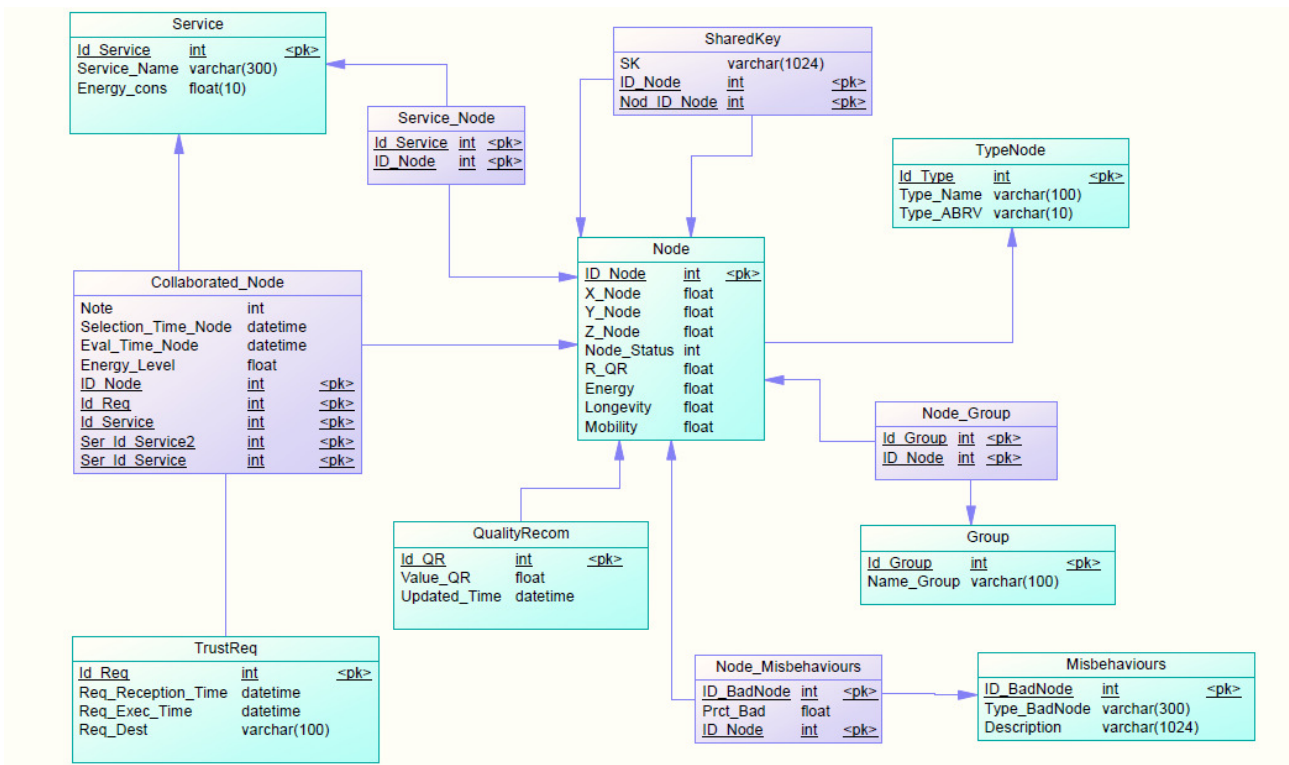 Service
Id_Service int <pk>
Service_Name varchar(300)
Energy_cons float(10)
SharedKey
SK varchar(1024)
ID_Node int <pk>
Nod_ID_Node int <pk>
Service_Node
Id_Service int <pk>
ID_Node int <pk>
TypeNode
Id_Type int <pk>
Type_Name varchar(100)
Type_ABRV varchar(10)
Node
ID_Node int <pk>
X_Node float
Y_Node float
Z_Node float
Node_Status int
R_QR float
Energy float
Longevity float
Mobility float
Collaborated_Node
Note int
Selection_Time_Node datetime
Eval_Time_Node datetime
Energy_Level float
ID_Node int <pk>
Id_Req int <pk>
Id_Service int <pk>
Ser_Id_Service2 int <pk>
Ser_Id_Service int <pk>
Node_Group
Id_Group int <pk>
ID_Node int <pk>
QualityRecom
Id_QR int <pk>
Value_QR float
Updated_Time datetime
Group
Id_Group int <pk>
Name_Group varchar(100)
TrustReq
Id_Req int <pk>
Req_Reception_Time datetime
Req_Exec_Time datetime
Req_Dest varchar(100)
Node_Misbehaviours
ID_BadNode int <pk>
Prct_Bad float
ID_Node int <pk>
Misbehaviours
ID_BadNode int <pk>
Type_BadNode varchar(300)
Description varchar(1024)